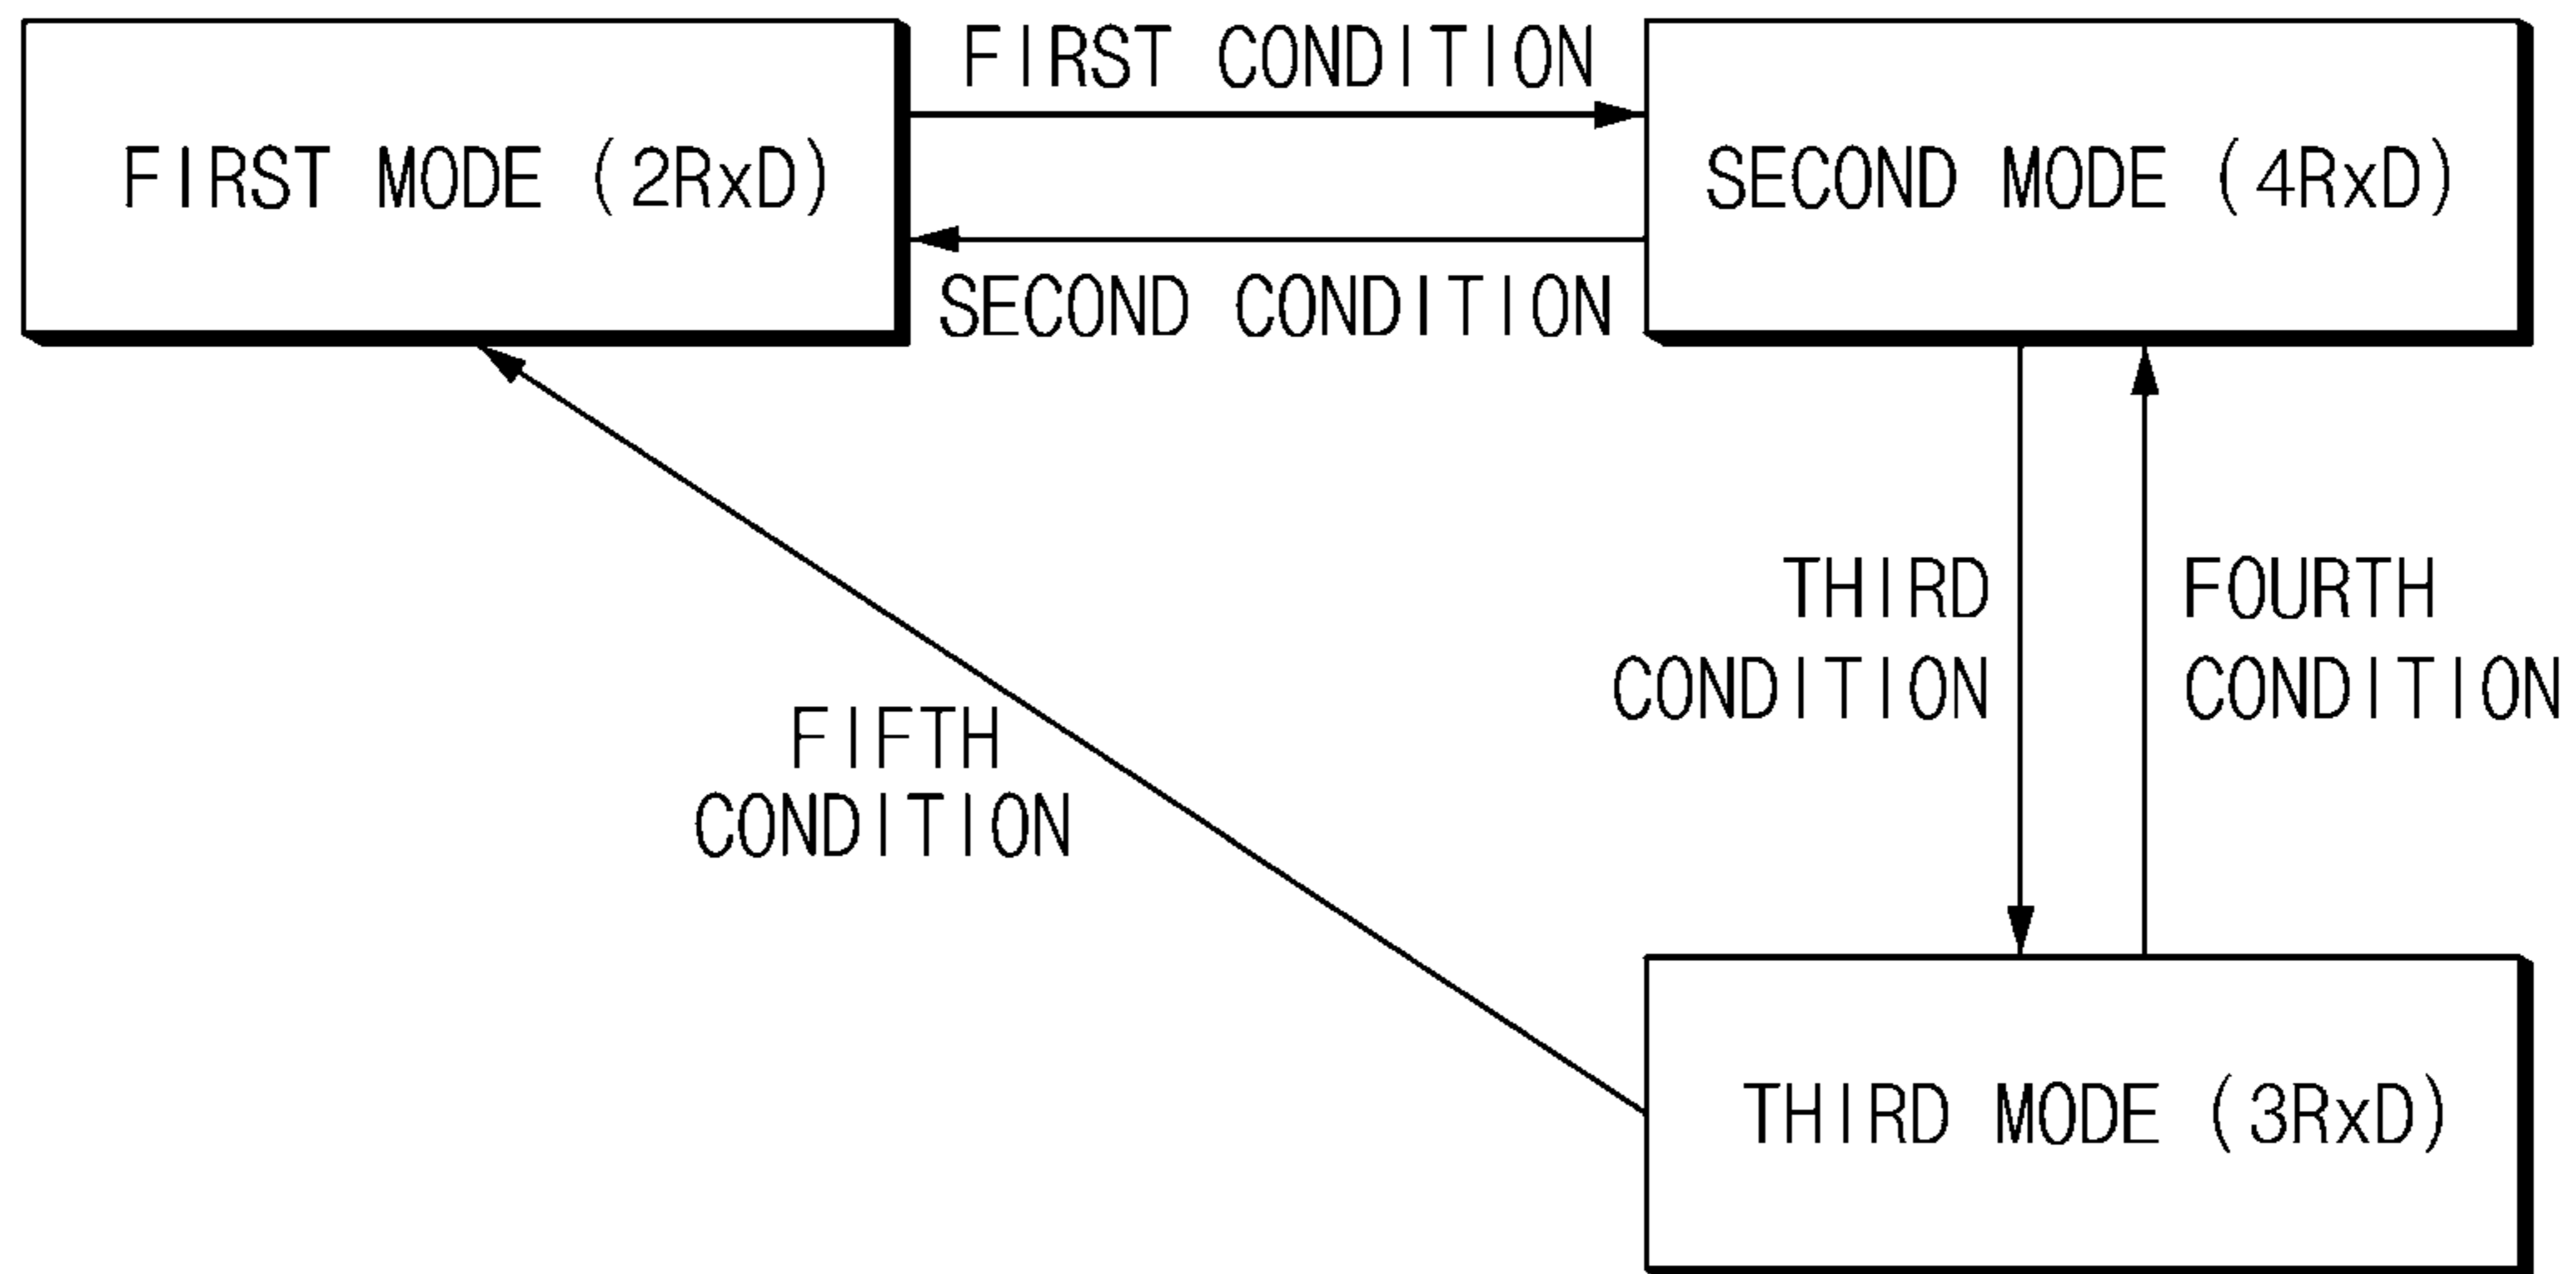 FIRST CONDITION
FIRST MODE (2RxD)
SECOND MODE (4RxD)
SECOND CONDITION
THIRD
CONDITION
FOURTH
CONDITION
FIFTH
CONDITION
THIRD MODE (3RxD)